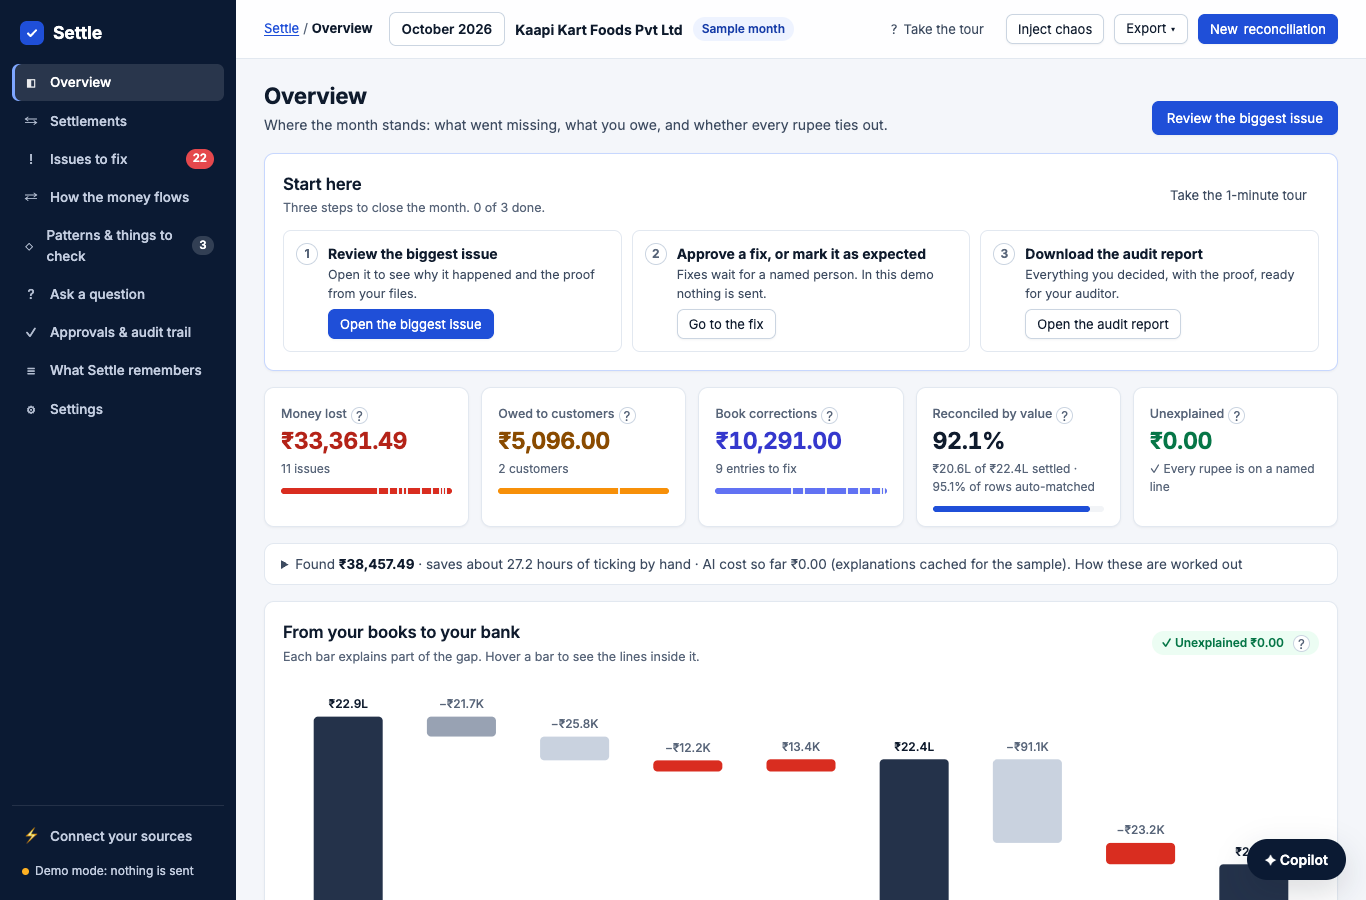 Settle
Overview
Settlements
Issues to fix 22
How the money flows
Patterns & things to check 3
Ask a question
Approvals & audit trail
What Settle remembers
Settings
Connect your sources
Demo mode: nothing is sent
Settle / Overview
October 2026
Kaapi Kart Foods Pvt Ltd
Sample month
? Take the tour
Inject chaos
Export
New reconciliation
Overview
Where the month stands: what went missing, what you owe, and whether every rupee ties out.
Review the biggest issue
Start here
Three steps to close the month. 0 of 3 done.
Take the 1-minute tour
1 Review the biggest issue
Open it to see why it happened and the proof
from your files.
Open the biggest issue
2 Approve a fix, or mark it as expected
Fixes wait for a named person. In this demo
nothing is sent.
Go to the fix
3 Download the audit report
Everything you decided, with the proof, ready
for your auditor.
Open the audit report
Money lost ?
₹33,361.49
11 issues
Owed to customers ?
₹5,096.00
2 customers
Book corrections ?
₹10,291.00
9 entries to fix
Reconciled by value ?
92.1%
₹20.6L of ₹22.4L settled ·
95.1% of rows auto-matched
Unexplained ?
₹0.00
✓ Every rupee is on a named
line
Found ₹38,457.49 · saves about 27.2 hours of ticking by hand · AI cost so far ₹0.00 (explanations cached for the sample). How these are worked out
From your books to your bank
Each bar explains part of the gap. Hover a bar to see the lines inside it.
✓ Unexplained ₹0.00 ?
₹22.9L
−₹21.7K
−₹25.8K
−₹12.2K
₹13.4K
₹22.4L
−₹91.1K
−₹23.2K
✦ Copilot